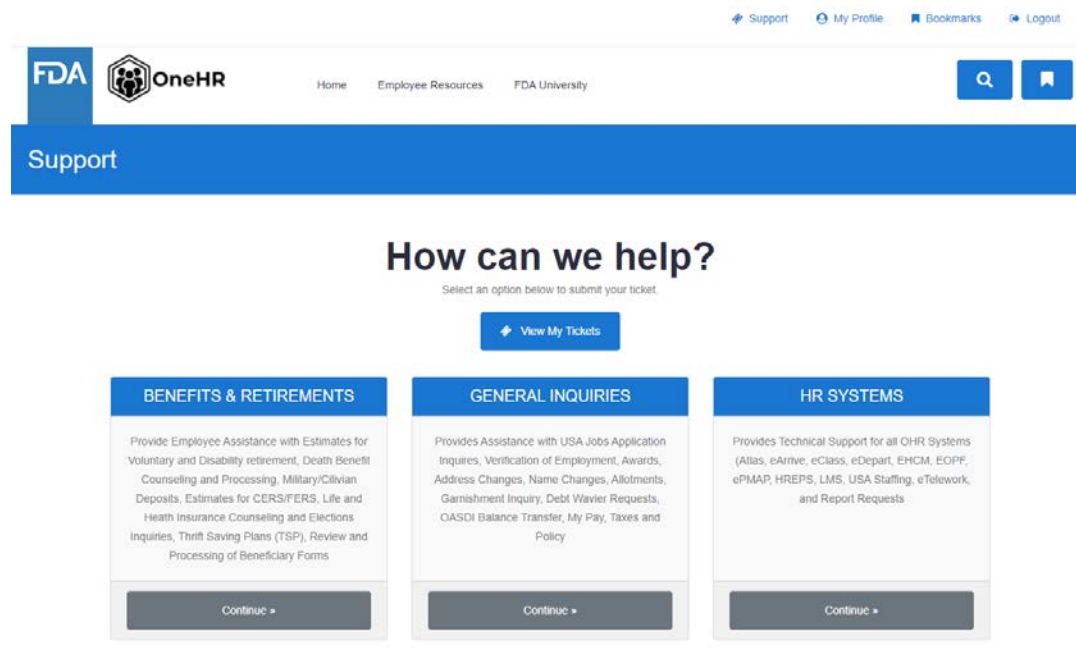 Support My Profile Bookmarks Logout
FDA OneHR Home Employee Resources FDA University
Support
How can we help?
Select an option below to submit your ticket.
View My Tickets
BENEFITS & RETIREMENTS
Provide Employee Assistance with Estimates for
Voluntary and Disability retirement, Death Benefit
Counseling and Processing, Military/Cilivian
Deposits, Estimates for CERS/FERS, Life and
Heath Insurance Counseling and Elections
Inquiries, Thrift Saving Plans (TSP), Review and
Processing of Beneficiary Forms
Continue »
GENERAL INQUIRIES
Provides Assistance with USA Jobs Application
Inquires, Verification of Employment, Awards,
Address Changes, Name Changes, Allotments,
Garnishment Inquiry, Debt Wavier Requests,
OASDI Balance Transfer, My Pay, Taxes and
Policy
Continue »
HR SYSTEMS
Provides Technical Support for all OHR Systems
(Atlas, eArrive, eClass, eDepart, EHCM, EOPF,
ePMAP, HREPS, LMS, USA Staffing, eTelework,
and Report Requests
Continue »